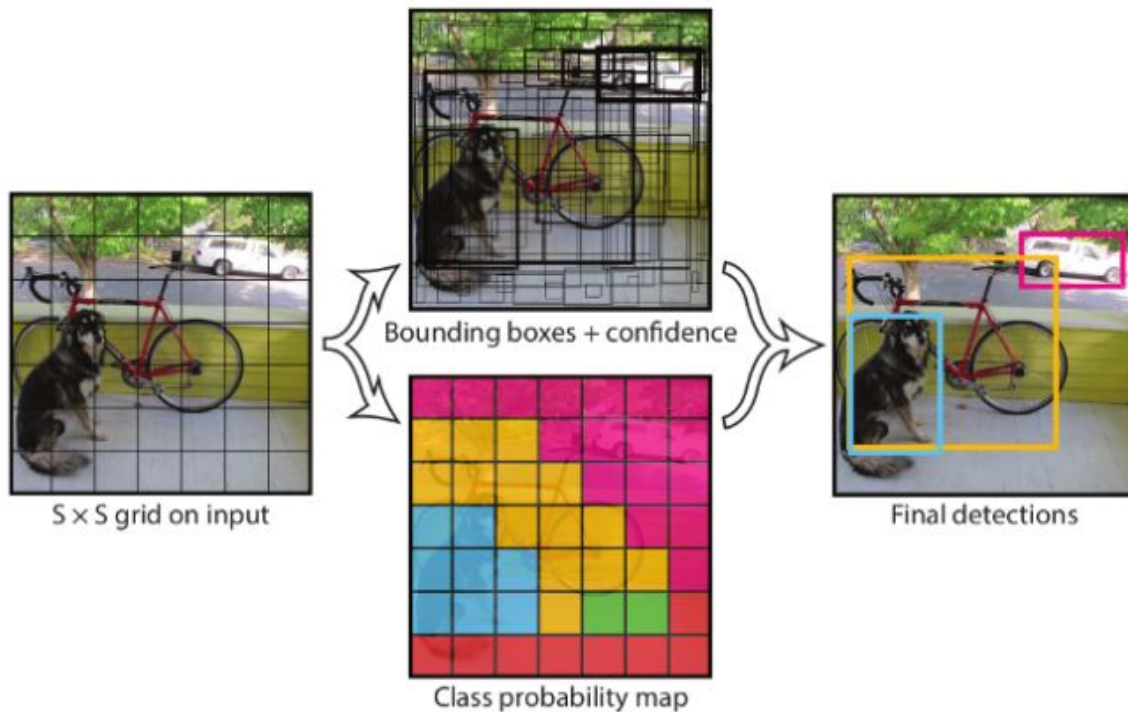 Bounding boxes + confidence
S × S grid on input
Final detections
Class probability map